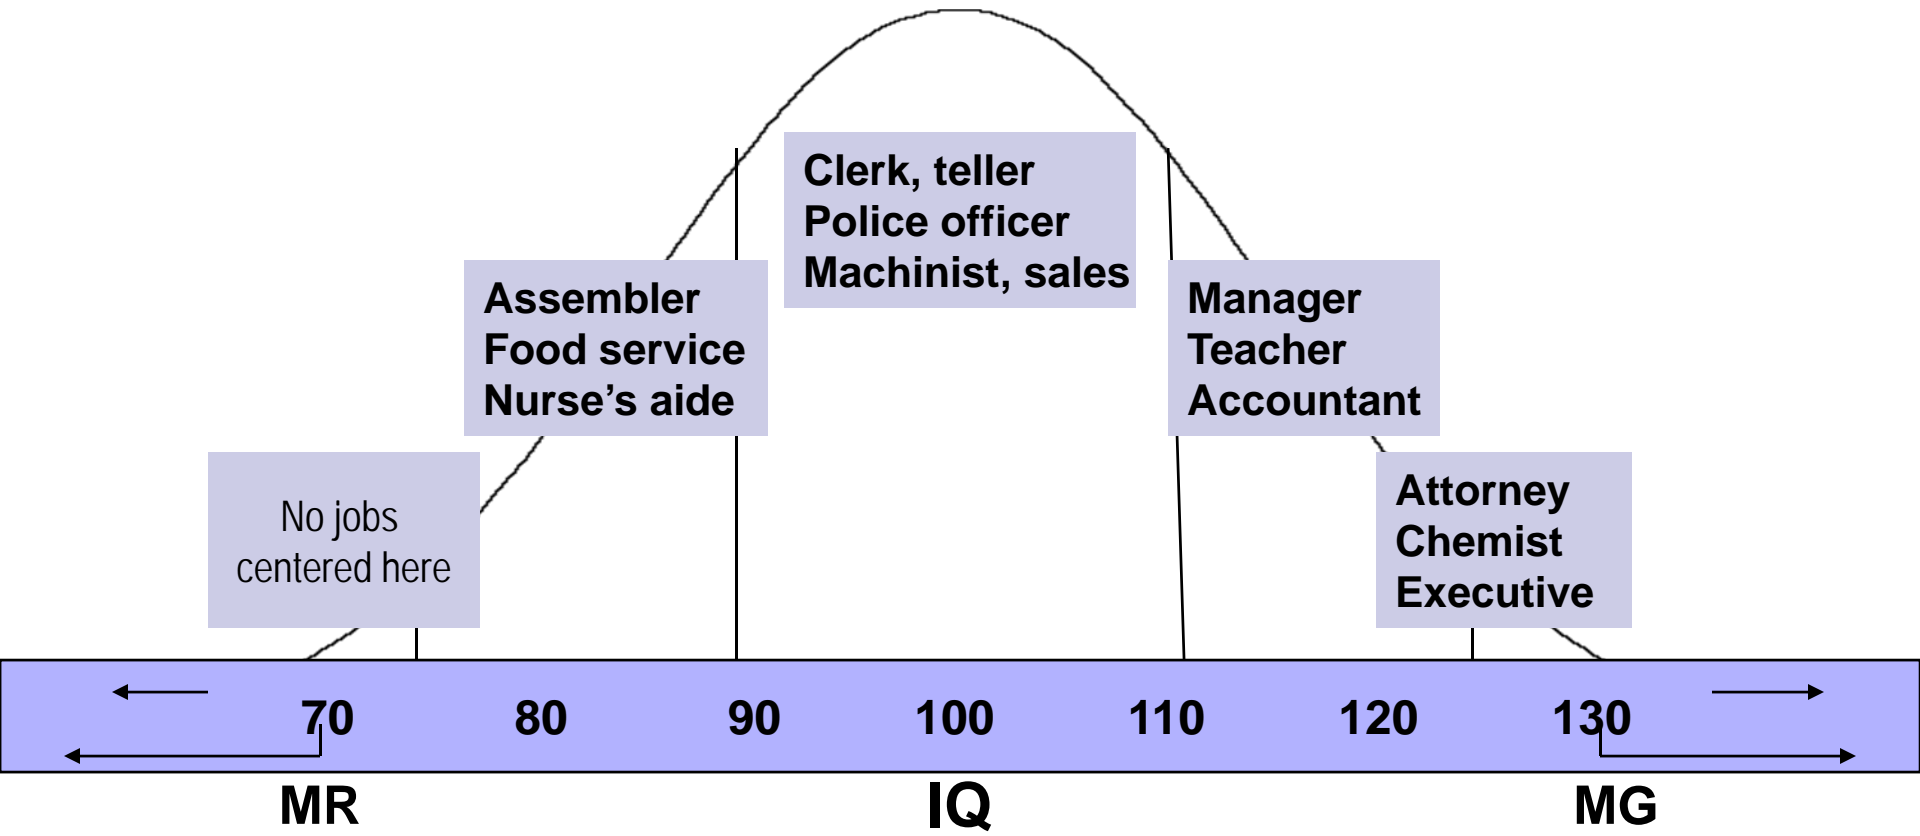 Clerk, teller
Police officer
Machinist, sales
Assembler
Food service
Nurse’s aide
Manager
Teacher
Accountant
No jobs
centered here
Attorney
Chemist
Executive
70 80 90 100 110 120 130
MR IQ MG